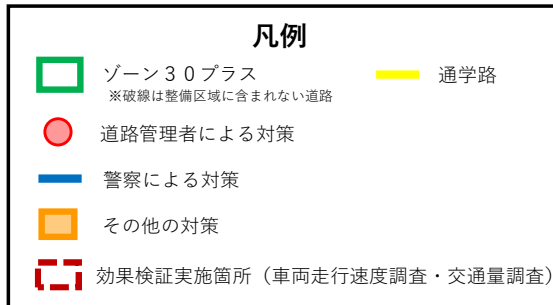 凡例
ゾーン３０プラス
※破線は整備区域に含まれない道路
通学路
道路管理者による対策
警察による対策
その他の対策
効果検証実施箇所（車両走行速度調査・交通量調査）